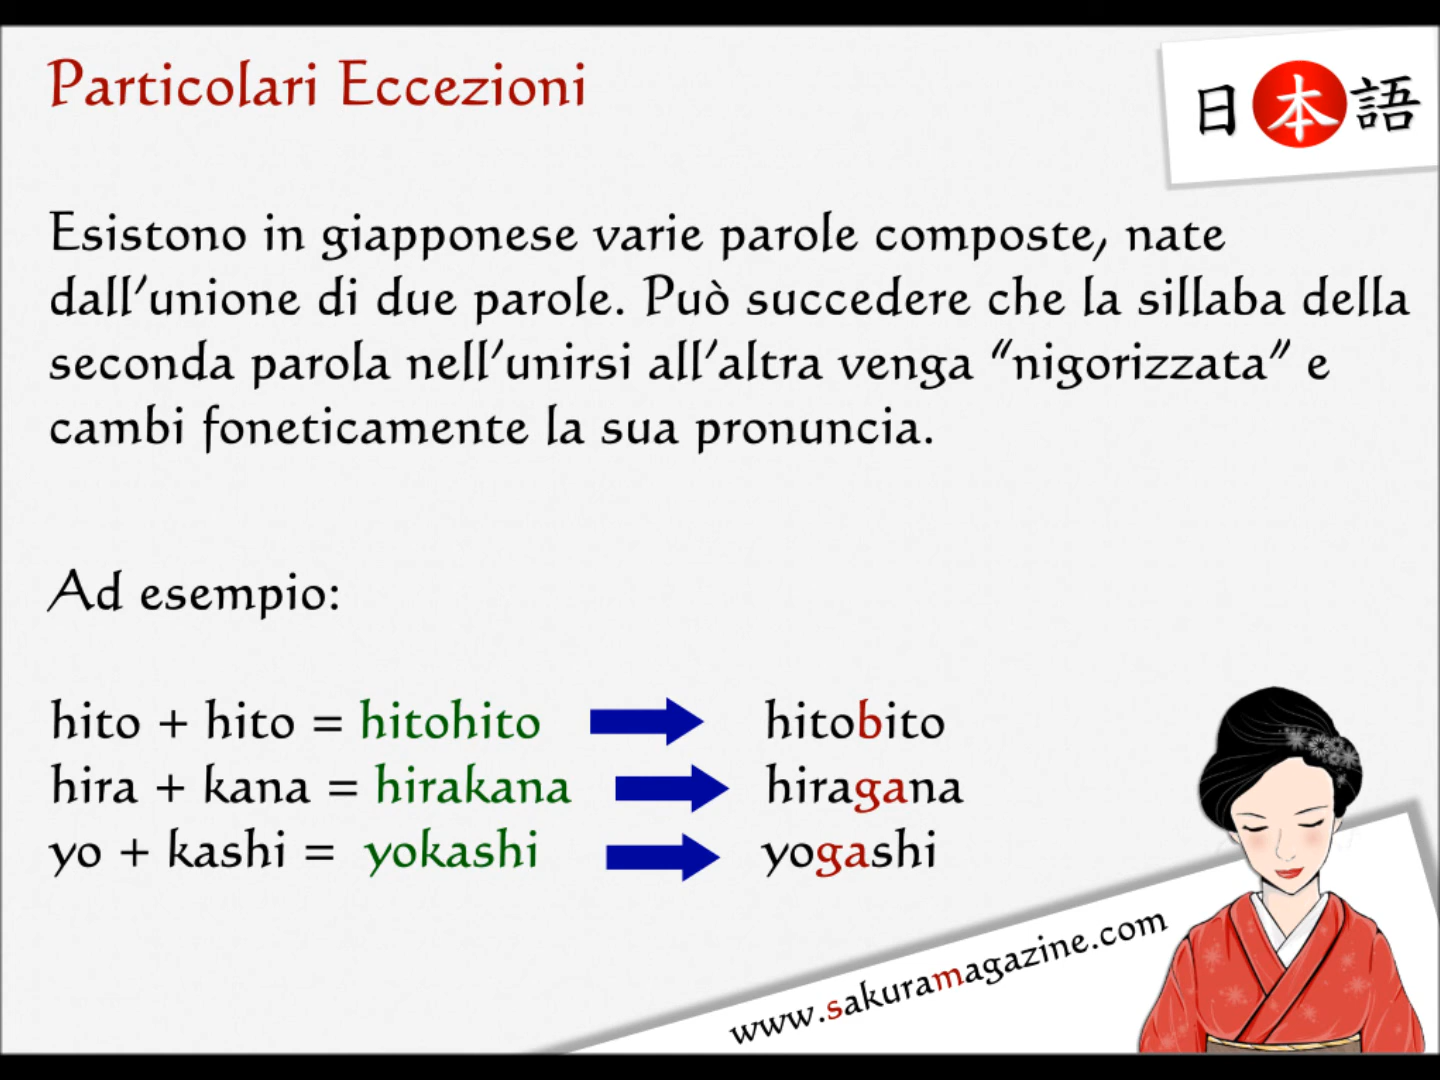 Particolari Eccezioni
日本語
Esistono in giapponese varie parole composte, nate
dall'unione di due parole. Può succedere che la sillaba della
seconda parola nell'unirsi all'altra venga "nigorizzata" e
cambi foneticamente la sua pronuncia.
Ad esempio:
hito + hito = hitohito hitobito
hira + kana = hirakana hiragana
yo + kashi = yokashi yogashi
www.sakuramagazine.com